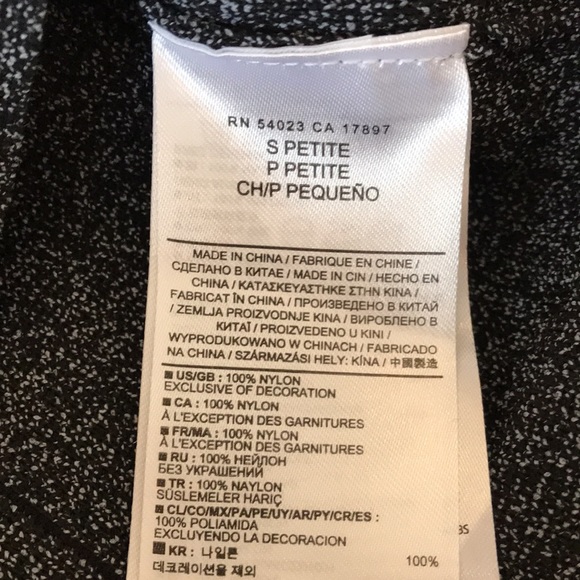 RN 54023 CA 17897
S PETITE
P PETITE
CH/P PEQUEÑO
MADE IN CHINA / FABRIQUE EN CHINE /
СДЕЛАНО В КИТАЕ / MADE IN CIN / HECHO EN
CHINA / ΚΑΤΑΣΚΕΥΑΣΤΗΚΕ ΣΤΗΝ ΚΙΝΑ /
FABRICAT ÎN CHINA / ПРОИЗВЕДЕНО В КИТАЙ
/ ZEMLJA PROIZVODNJE KINA / ВИРОБЛЕНО В
КИТАЇ / PROIZVEDENO U KINI /
WYPRODUKOWANO W CHINACH / FABRICADO
NA CHINA / SZÁRMAZÁSI HELY: KÍNA / 中國製造
US/GB : 100% NYLON
EXCLUSIVE OF DECORATION
CA : 100% NYLON
À L'EXCEPTION DES GARNITURES
FR/MA : 100% NYLON
À L'EXCEPTION DES GARNITURES
RU : 100% НЕЙЛОН
БЕЗ УКРАШЕНИЙ
TR : 100% NAYLON
SÜSLEMELER HARİÇ
CL/CO/MX/PA/PE/UY/AR/PY/CR/ES :
100% POLIAMIDA
EXCLUYENDO LA DECORACION
KR : 나일론 100%
데코레이션을 제외